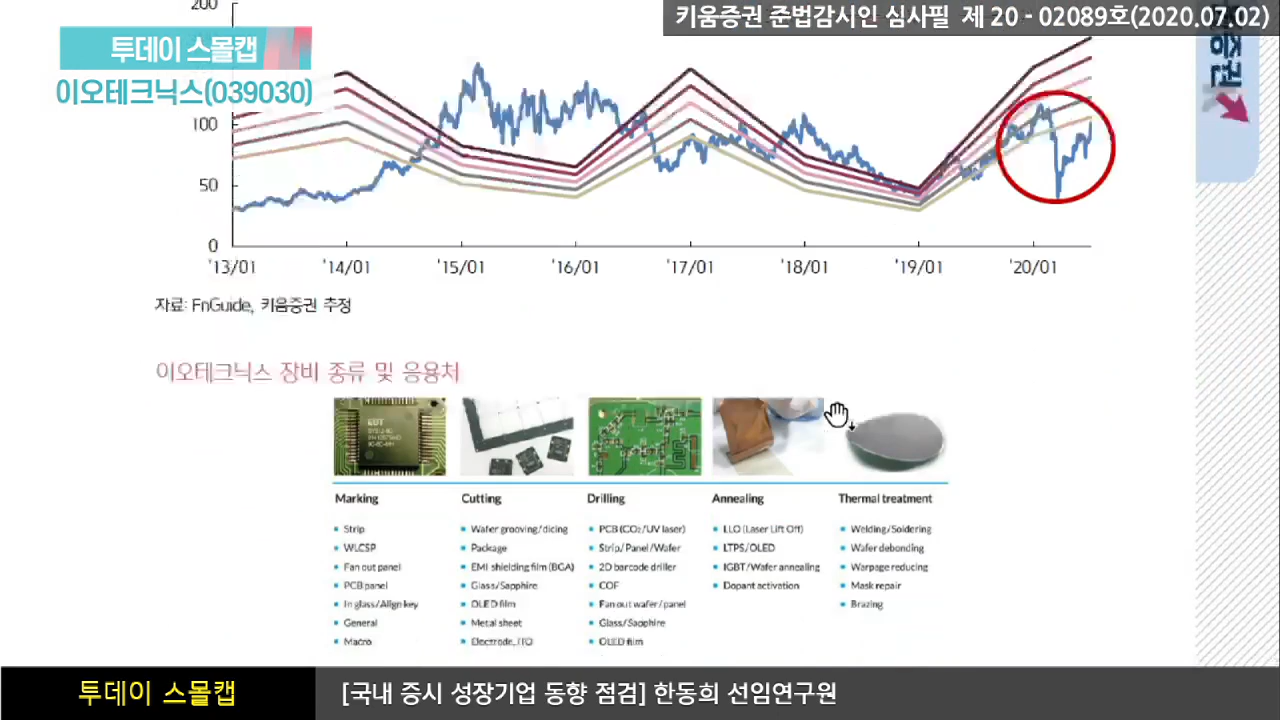 키움증권 준법감시인 심사필 제 20 - 02089호(2020.07.02)
투데이 스몰캡
이오테크닉스(039030)
증권
200
100
50
0
'13/01 '14/01 '15/01 '16/01 '17/01 '18/01 '19/01 '20/01
자료: FnGuide, 키움증권 추정
이오테크닉스 장비 종류 및 응용처
EOT
Marking
Strip
WLCSP
Fan out panel
PCB panel
In glass/Align key
General
Macro
Cutting
Wafer grooving/dicing
Package
EMI shielding film (BGA)
Glass/Sapphire
OLED film
Metal sheet
Electrode, ITO
Drilling
PCB (CO₂/UV laser)
Strip/Panel/Wafer
2D barcode driller
COF
Fan out wafer/panel
Glass/Sapphire
OLED film
Annealing
LLO (Laser Lift Off)
LTPS/OLED
IGBT/Wafer annealing
Dopant activation
Thermal treatment
Welding/Soldering
Wafer debonding
Warpage reducing
Mask repair
Brazing
투데이 스몰캡
[국내 증시 성장기업 동향 점검] 한동희 선임연구원